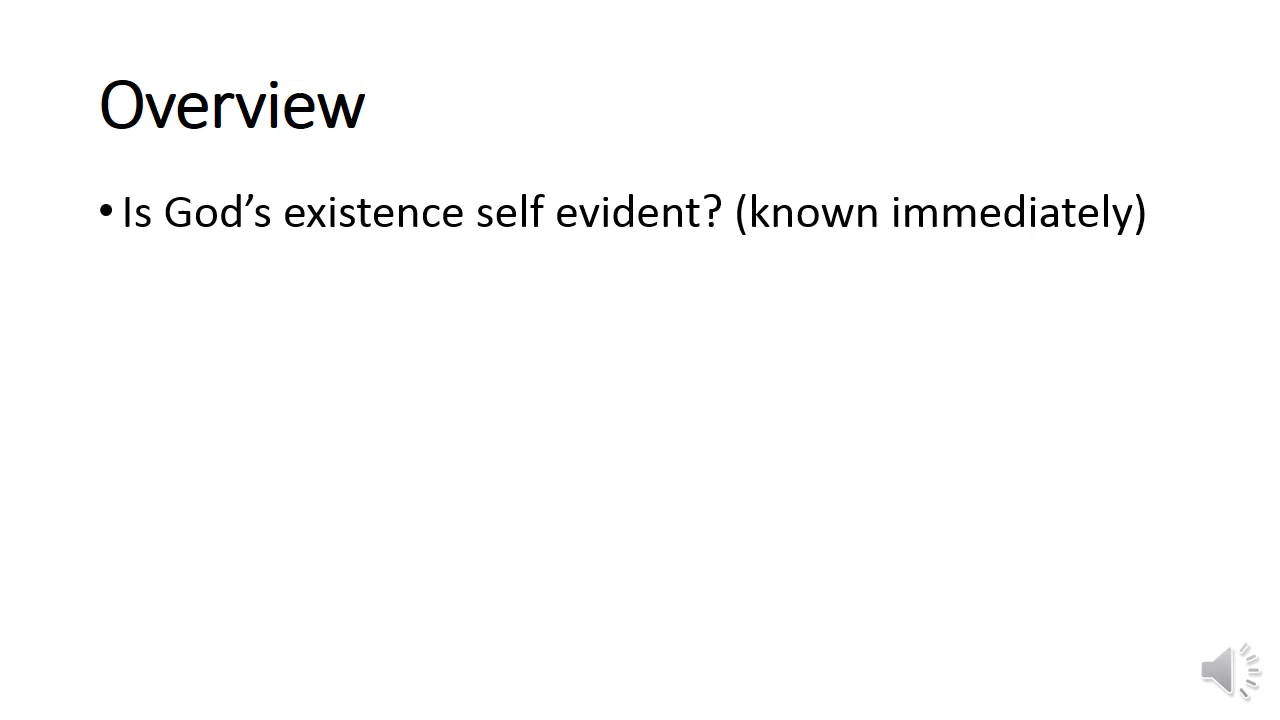 Overview
•Is God’s existence self evident? (known immediately)